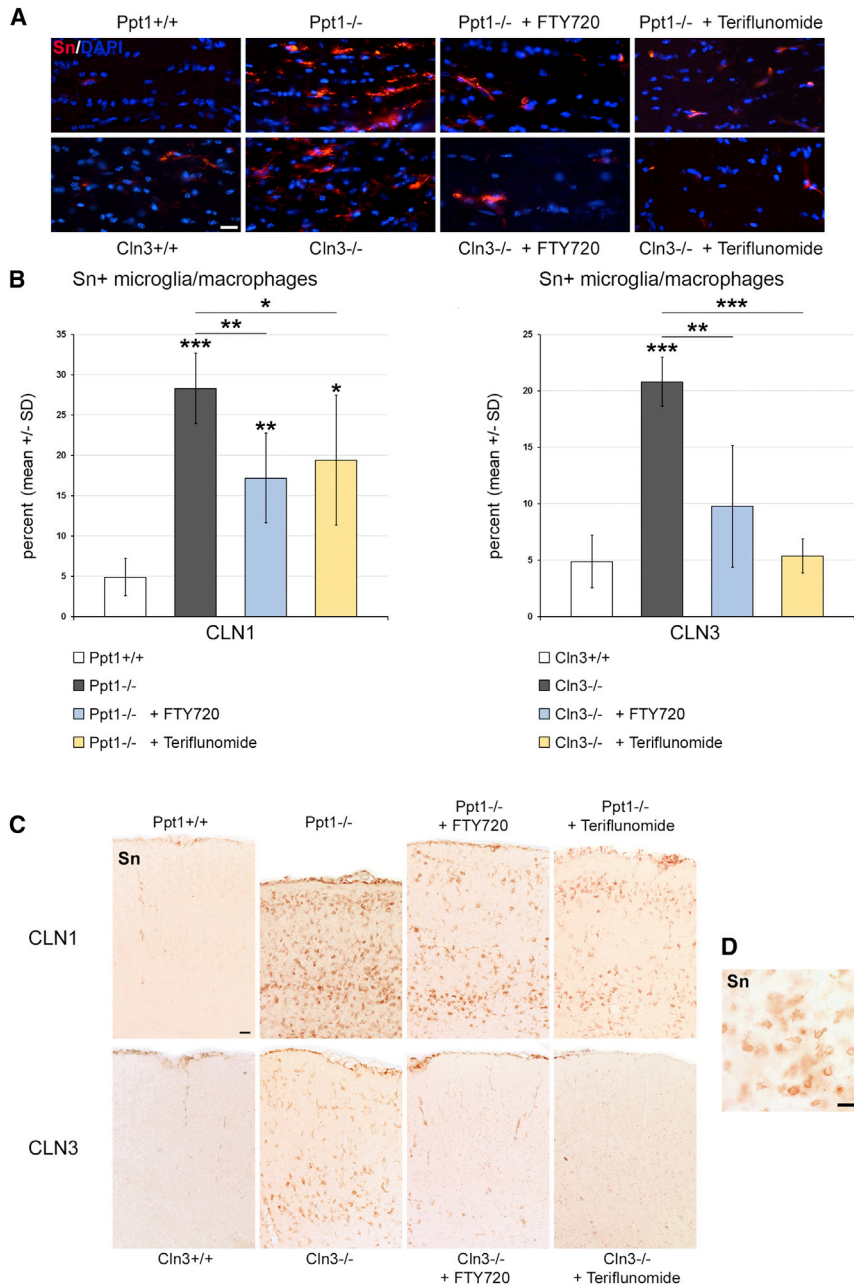 A
Ppt1+/+ Ppt1-/- Ppt1-/- + FTY720 Ppt1-/- + Teriflunomide
Sn/DAPI
Cln3+/+ Cln3-/- Cln3-/- + FTY720 Cln3-/- + Teriflunomide
B
Sn+ microglia/macrophages
*
**
***
**
*
percent (mean +/- SD)
35
30
25
20
15
10
5
0
CLN1
Ppt1+/+
Ppt1-/-
Ppt1-/- + FTY720
Ppt1-/- + Teriflunomide
Sn+ microglia/macrophages
***
**
***
percent (mean +/- SD)
25
20
15
10
5
0
CLN3
Cln3+/+
Cln3-/-
Cln3-/- + FTY720
Cln3-/- + Teriflunomide
C
Ppt1+/+ Ppt1-/- Ppt1-/- Ppt1-/-
+ FTY720 + Teriflunomide
Sn
CLN1
CLN3
Cln3+/+ Cln3-/- Cln3-/- Cln3-/-
+ FTY720 + Teriflunomide
D
Sn